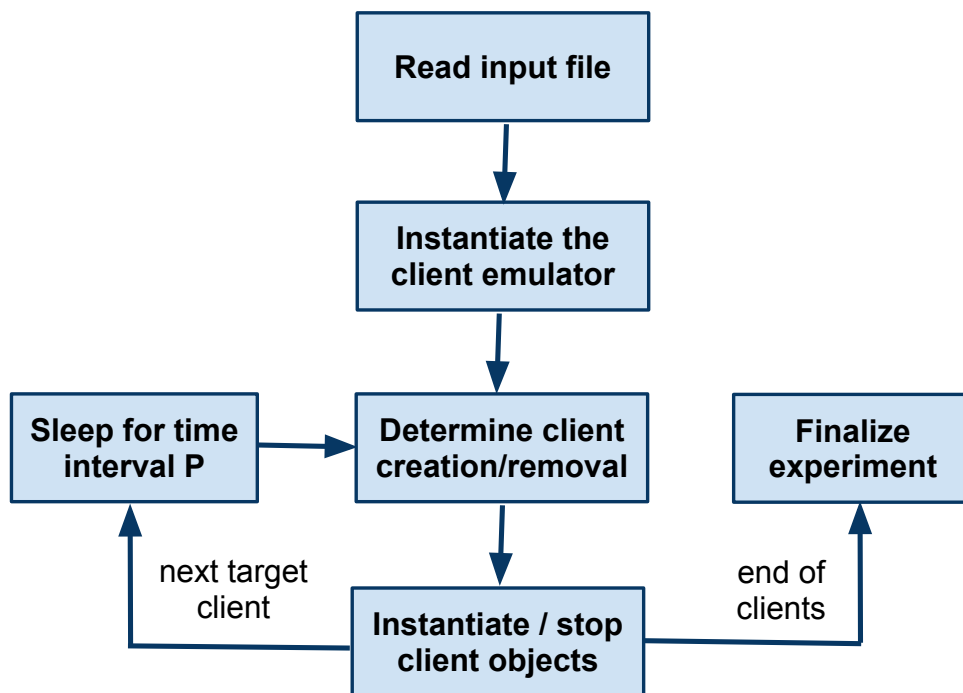 Read input file
Instantiate the
client emulator
Sleep for time
interval P
Determine client
creation/removal
Finalize
experiment
next target
client
end of
clients
Instantiate / stop
client objects